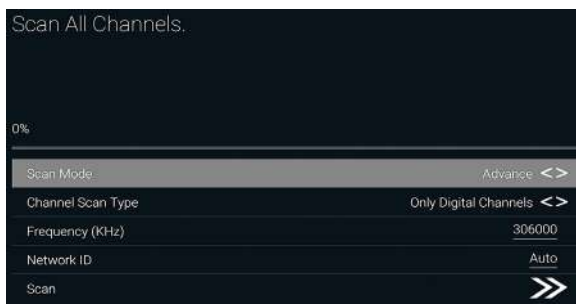 Scan All Channels.
0%
Scan Mode Advance <>
Channel Scan Type Only Digital Channels <>
Frequency (KHz) 306000
Network ID Auto
Scan